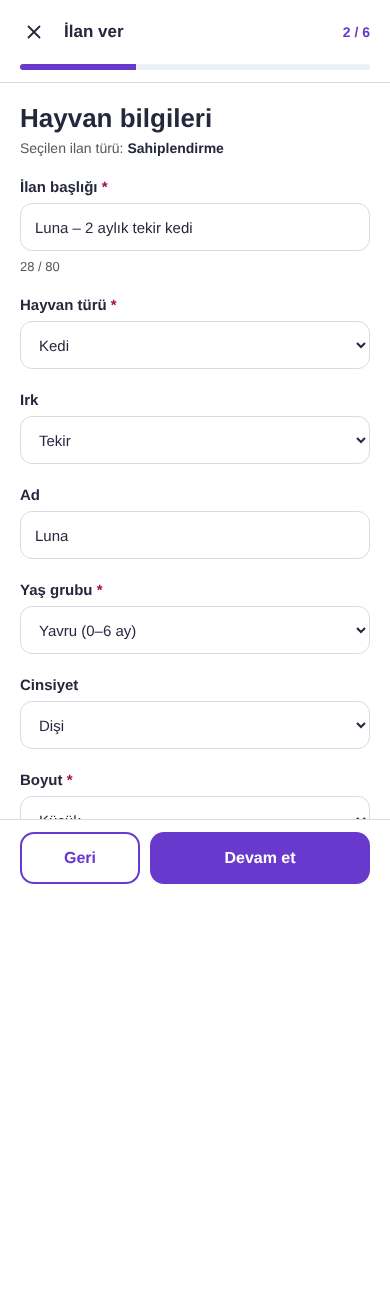 İlan ver
2 / 6
Hayvan bilgileri
Seçilen ilan türü: Sahiplendirme
İlan başlığı *
Luna – 2 aylık tekir kedi
28 / 80
Hayvan türü *
Kedi
Irk
Tekir
Ad
Luna
Yaş grubu *
Yavru (0–6 ay)
Cinsiyet
Dişi
Boyut *
Küçük
Geri
Devam et